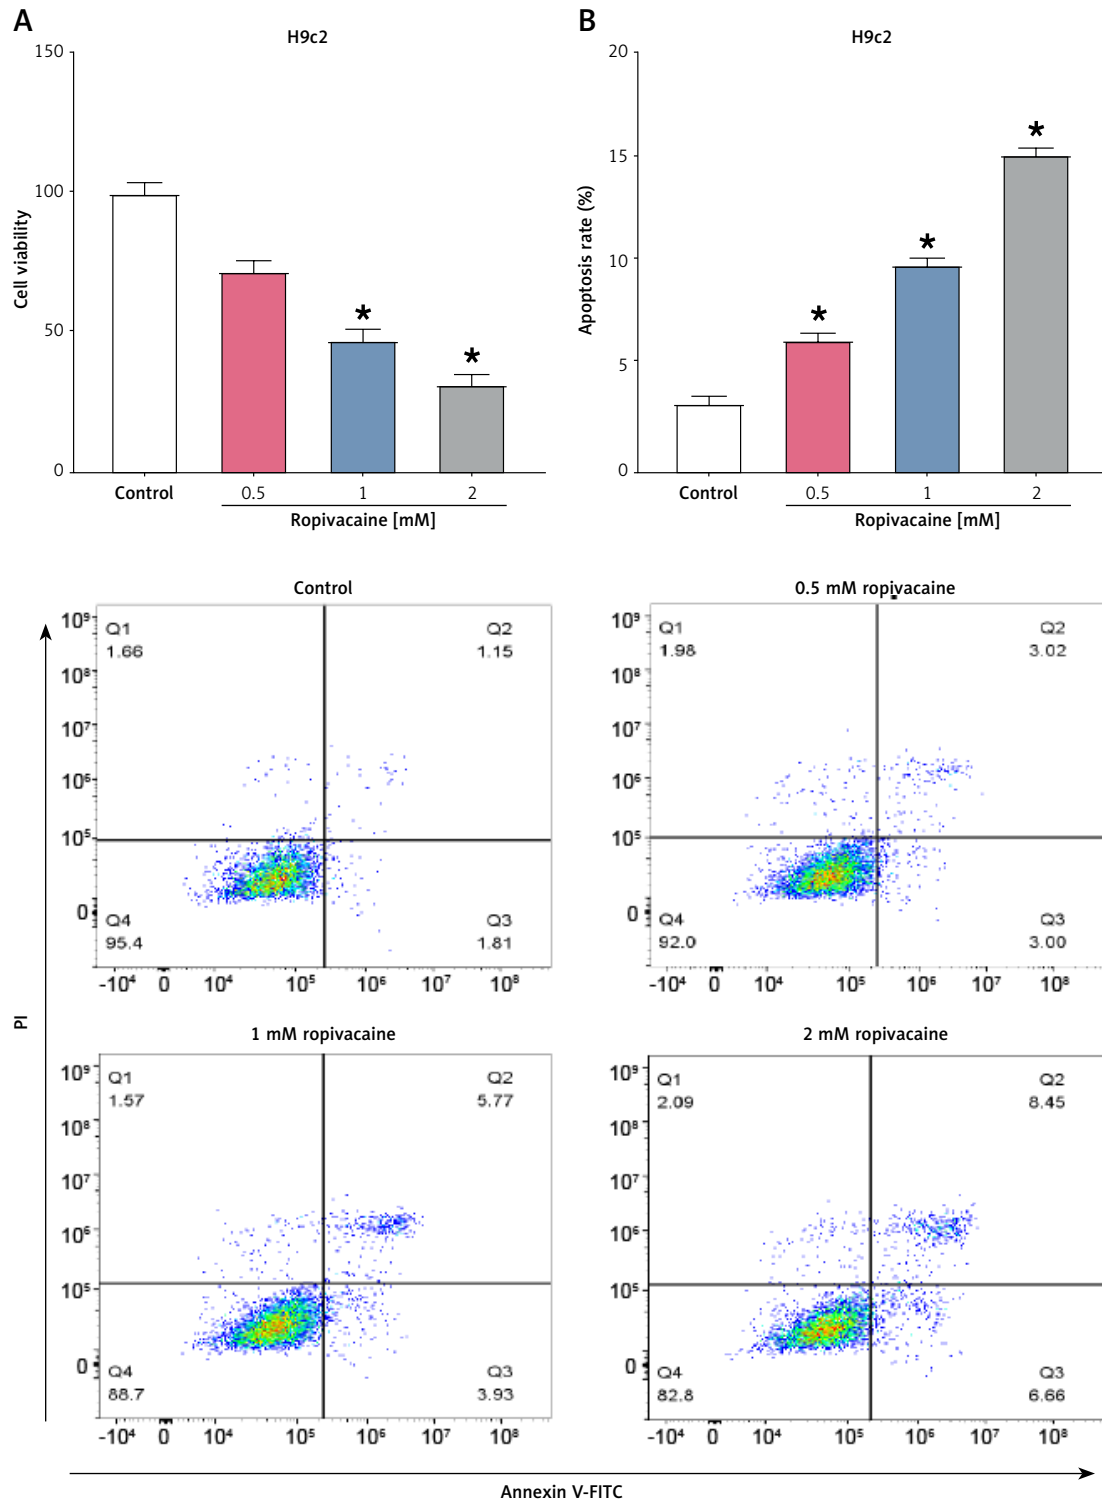 A
H9c2
150
100
50
0
Cell viability
*
*
Control
0.5
1
2
Ropivacaine [mM]
B
H9c2
20
15
10
5
0
Apoptosis rate (%)
*
*
*
Control
0.5
1
2
Ropivacaine [mM]
Control
10⁹
10⁸
10⁷
10⁶
10⁵
0
Q1
1.66
Q2
1.15
Q4
95.4
Q3
1.81
-10⁴ 0 10⁴ 10⁵ 10⁶ 10⁷ 10⁸
0.5 mM ropivacaine
10⁹
10⁸
10⁷
10⁶
10⁵
0
Q1
1.98
Q2
3.02
Q4
92.0
Q3
3.00
-10⁴ 0 10⁴ 10⁵ 10⁶ 10⁷ 10⁸
PI
1 mM ropivacaine
10⁹
10⁸
10⁷
10⁶
10⁵
0
Q1
1.57
Q2
5.77
Q4
88.7
Q3
3.93
-10⁴ 0 10⁴ 10⁵ 10⁶ 10⁷ 10⁸
2 mM ropivacaine
10⁹
10⁸
10⁷
10⁶
10⁵
0
Q1
2.09
Q2
8.45
Q4
82.8
Q3
6.66
-10⁴ 0 10⁴ 10⁵ 10⁶ 10⁷ 10⁸
Annexin V-FITC